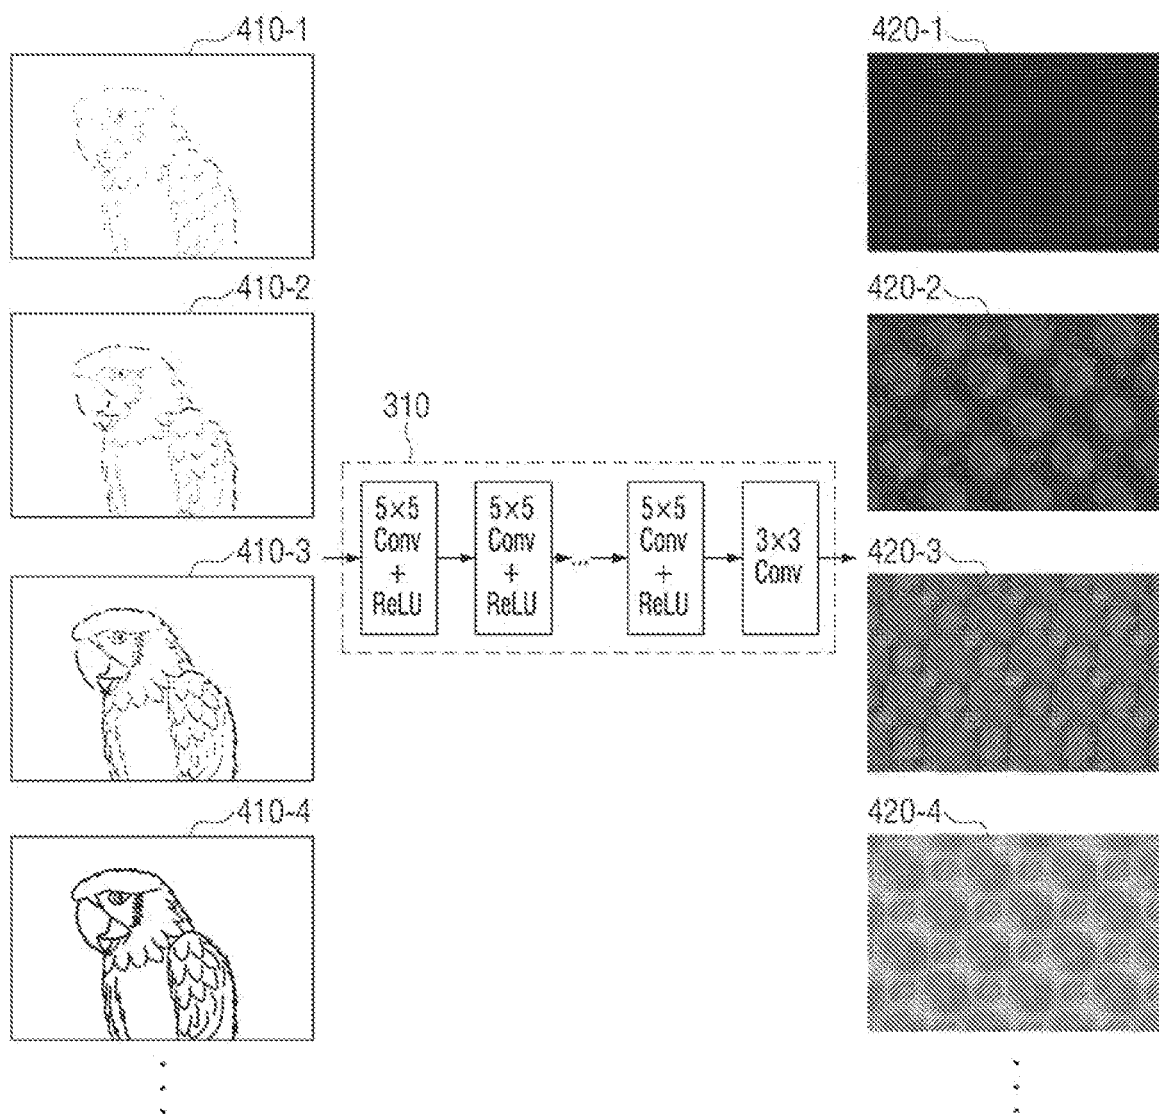 410-1
420-1
410-2
420-2
310
5×5
Conv
+
ReLU
5×5
Conv
+
ReLU
...
5×5
Conv
+
ReLU
3×3
Conv
410-3
420-3
410-4
420-4